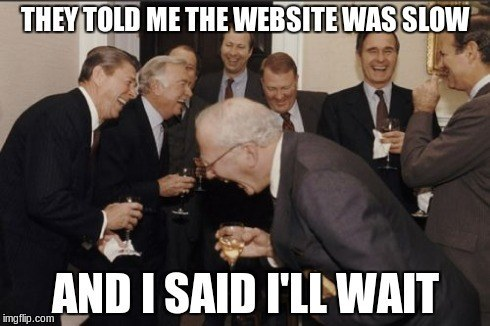 THEY TOLD ME THE WEBSITE WAS SLOW
AND I SAID I'LL WAIT
imgflip.com